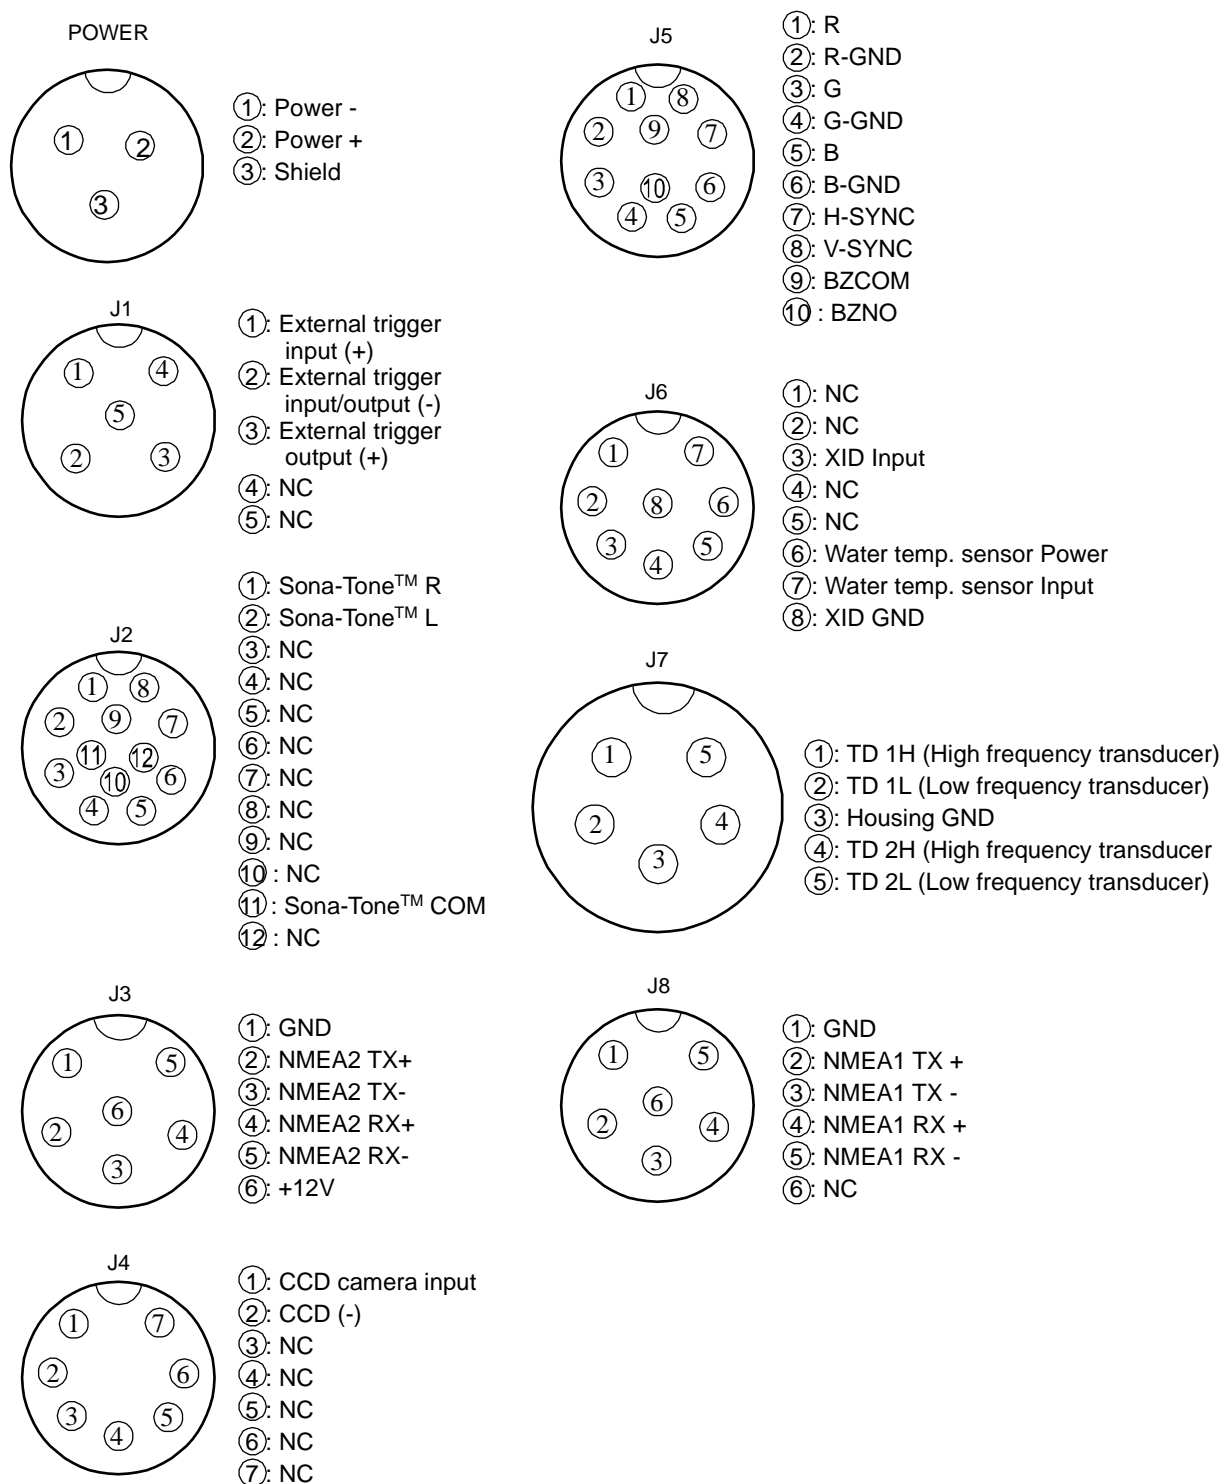 POWER
1 2
3
①: Power -
②: Power +
③: Shield
J1
1 4
5
2 3
①: External trigger
input (+)
②: External trigger
input/output (-)
③: External trigger
output (+)
④: NC
⑤: NC
J2
1 8
2 9 7
11 12
3 10 6
4 5
①: Sona-Tone™ R
②: Sona-Tone™ L
③: NC
④: NC
⑤: NC
⑥: NC
⑦: NC
⑧: NC
⑨: NC
⑩ : NC
⑪ : Sona-Tone™ COM
⑫ : NC
J3
1 5
6
2 4
3
①: GND
②: NMEA2 TX+
③: NMEA2 TX-
④: NMEA2 RX+
⑤: NMEA2 RX-
⑥: +12V
J4
1 7
2 6
3 5
4
①: CCD camera input
②: CCD (-)
③: NC
④: NC
⑤: NC
⑥: NC
⑦: NC
J5
1 8
2 9 7
3 10 6
4 5
①: R
②: R-GND
③: G
④: G-GND
⑤: B
⑥: B-GND
⑦: H-SYNC
⑧: V-SYNC
⑨: BZCOM
⑩ : BZNO
J6
1 7
2 8 6
3 5
4
①: NC
②: NC
③: XID Input
④: NC
⑤: NC
⑥: Water temp. sensor Power
⑦: Water temp. sensor Input
⑧: XID GND
J7
1 5
2 4
3
①: TD 1H (High frequency transducer)
②: TD 1L (Low frequency transducer)
③: Housing GND
④: TD 2H (High frequency transducer
⑤: TD 2L (Low frequency transducer)
J8
1 5
6
2 4
3
①: GND
②: NMEA1 TX +
③: NMEA1 TX -
④: NMEA1 RX +
⑤: NMEA1 RX -
⑥: NC